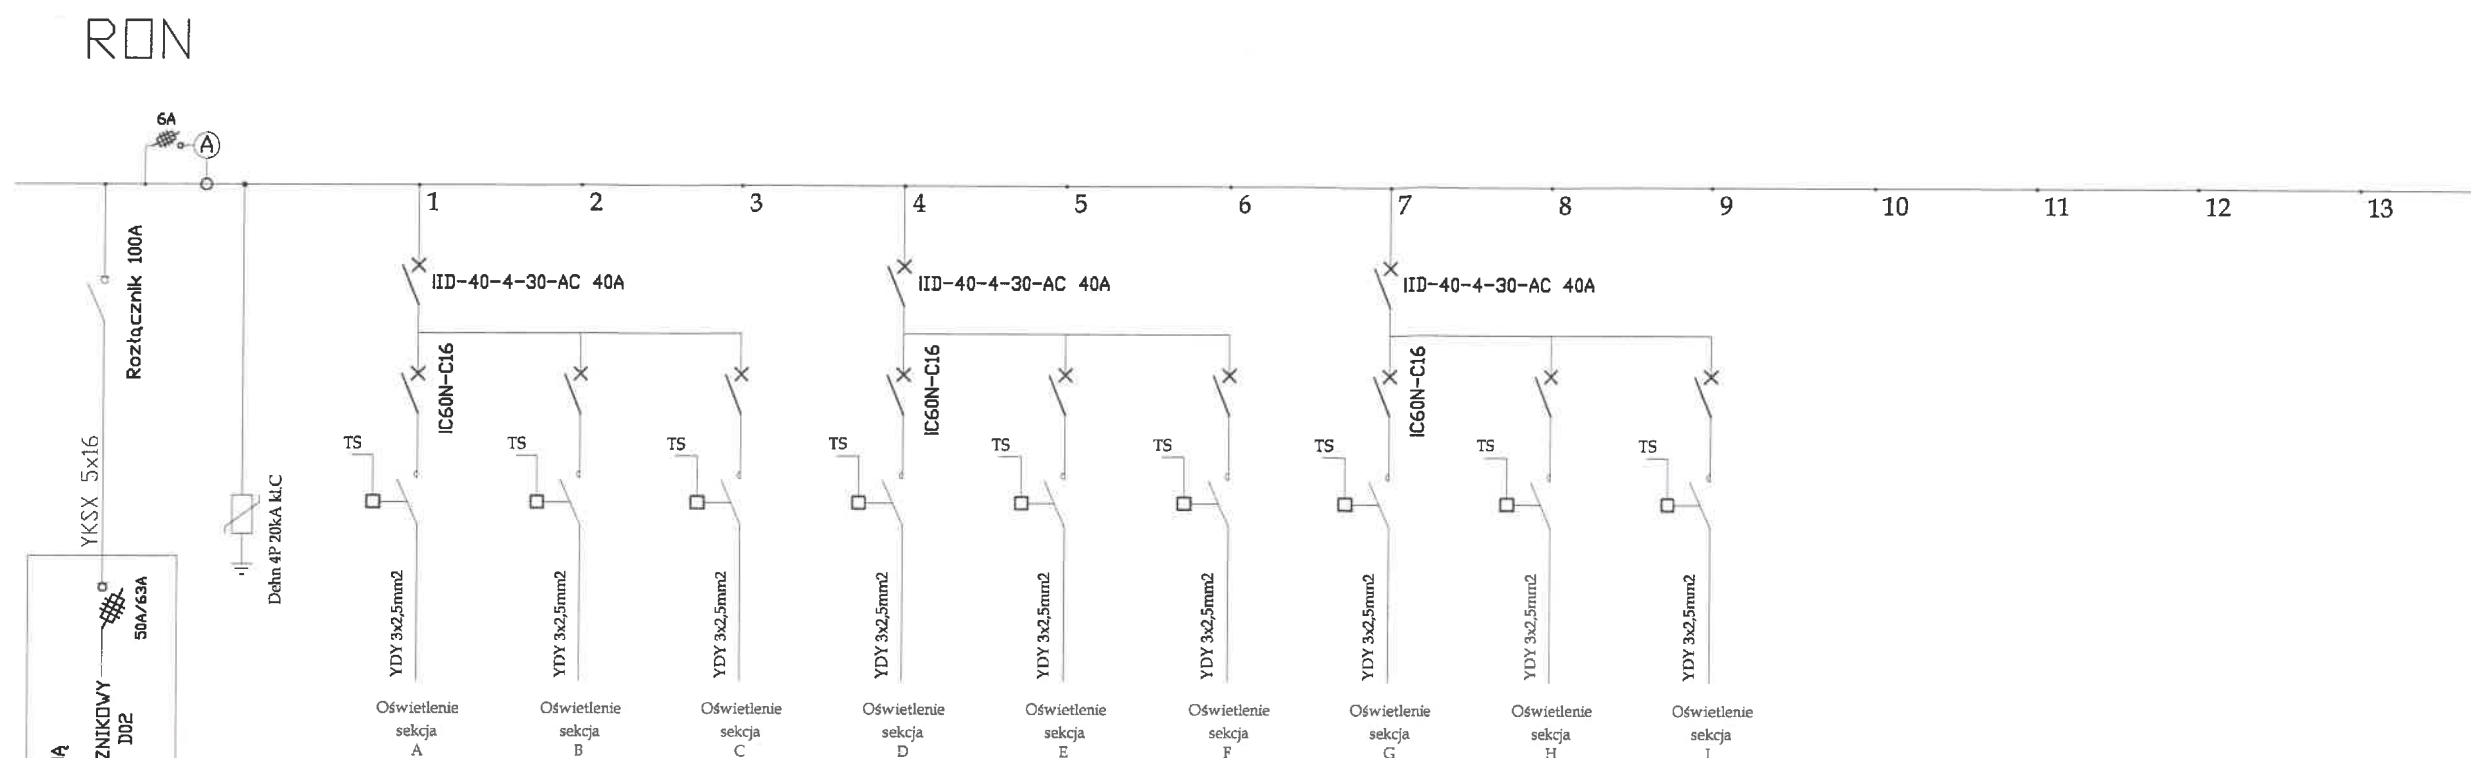 RON
6A
A
1 2 3 4 5 6 7 8 9 10 11 12 13
Rozłącznik 100A
IID-40-4-30-AC 40A
IID-40-4-30-AC 40A
IID-40-4-30-AC 40A
IC60N-C16
IC60N-C16
IC60N-C16
TS TS TS TS TS TS TS TS TS
YKSX 5x16
Dehn 4P 20kA kl.C
50A/63A
YDY 3x2,5mm2
YDY 3x2,5mm2
YDY 3x2,5mm2
YDY 3x2,5mm2
YDY 3x2,5mm2
YDY 3x2,5mm2
YDY 3x2,5mm2
YDY 3x2,5mm2
YDY 3x2,5mm2
ZNIKOWY
D02
Ą
Oświetlenie
sekcja
A
Oświetlenie
sekcja
B
Oświetlenie
sekcja
C
Oświetlenie
sekcja
D
Oświetlenie
sekcja
E
Oświetlenie
sekcja
F
Oświetlenie
sekcja
G
Oświetlenie
sekcja
H
Oświetlenie
sekcja
I